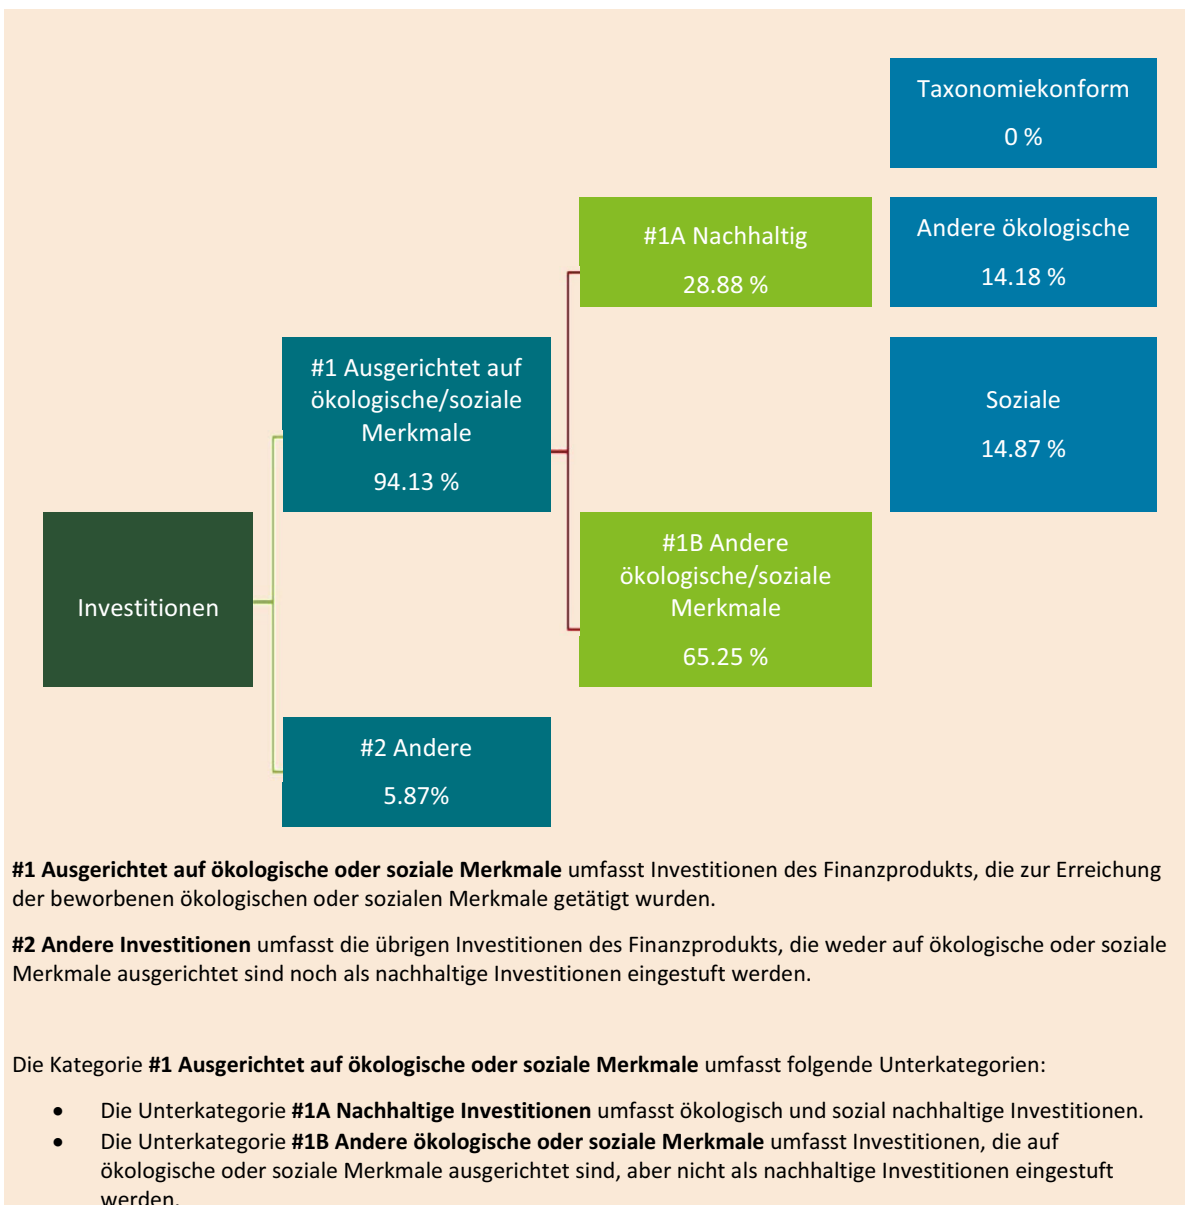 Taxonomiekonform
0 %
#1A Nachhaltig
28.88 %
Andere ökologische
14.18 %
#1 Ausgerichtet auf
ökologische/soziale
Merkmale
94.13 %
Soziale
14.87 %
Investitionen
#1B Andere
ökologische/soziale
Merkmale
65.25 %
#2 Andere
5.87%
#1 Ausgerichtet auf ökologische oder soziale Merkmale umfasst Investitionen des Finanzprodukts, die zur Erreichung
der beworbenen ökologischen oder sozialen Merkmale getätigt wurden.
#2 Andere Investitionen umfasst die übrigen Investitionen des Finanzprodukts, die weder auf ökologische oder soziale
Merkmale ausgerichtet sind noch als nachhaltige Investitionen eingestuft werden.
Die Kategorie #1 Ausgerichtet auf ökologische oder soziale Merkmale umfasst folgende Unterkategorien:
• Die Unterkategorie #1A Nachhaltige Investitionen umfasst ökologisch und sozial nachhaltige Investitionen.
• Die Unterkategorie #1B Andere ökologische oder soziale Merkmale umfasst Investitionen, die auf
ökologische oder soziale Merkmale ausgerichtet sind, aber nicht als nachhaltige Investitionen eingestuft
werden.